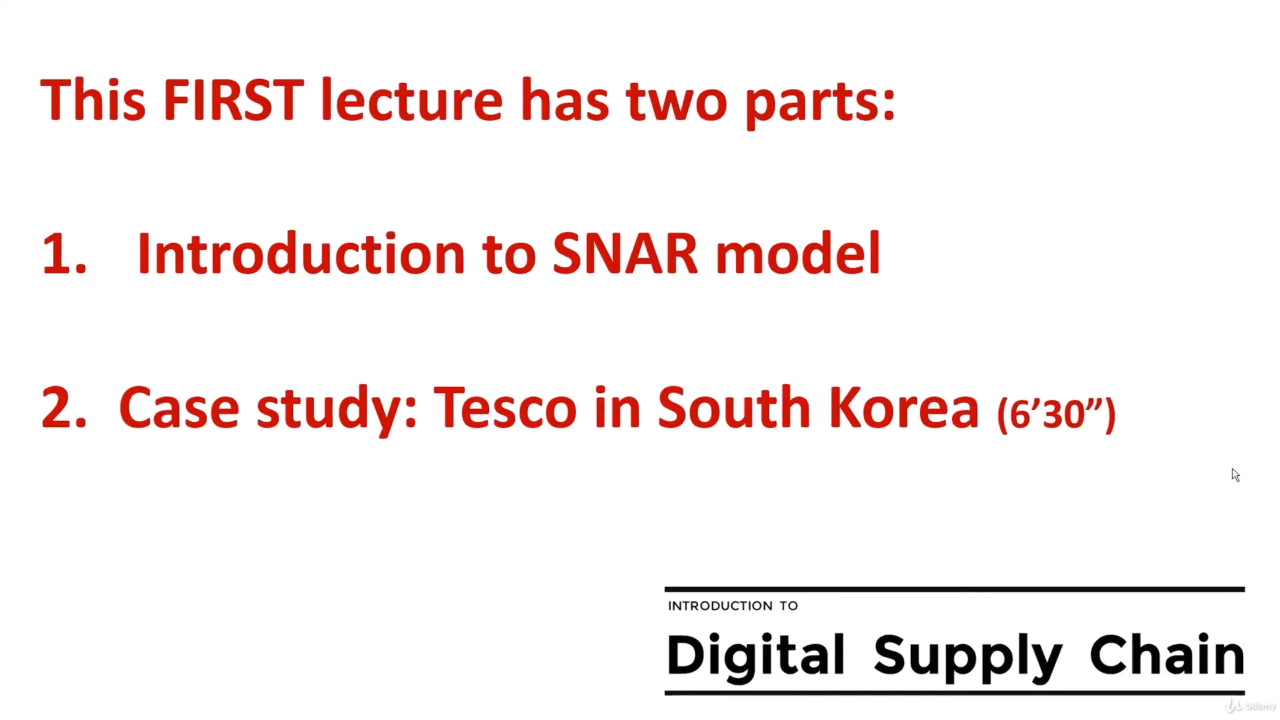 This FIRST lecture has two parts:
1. Introduction to SNAR model
2. Case study: Tesco in South Korea (6’30”)
INTRODUCTION TO
Digital Supply Chain
Udemy